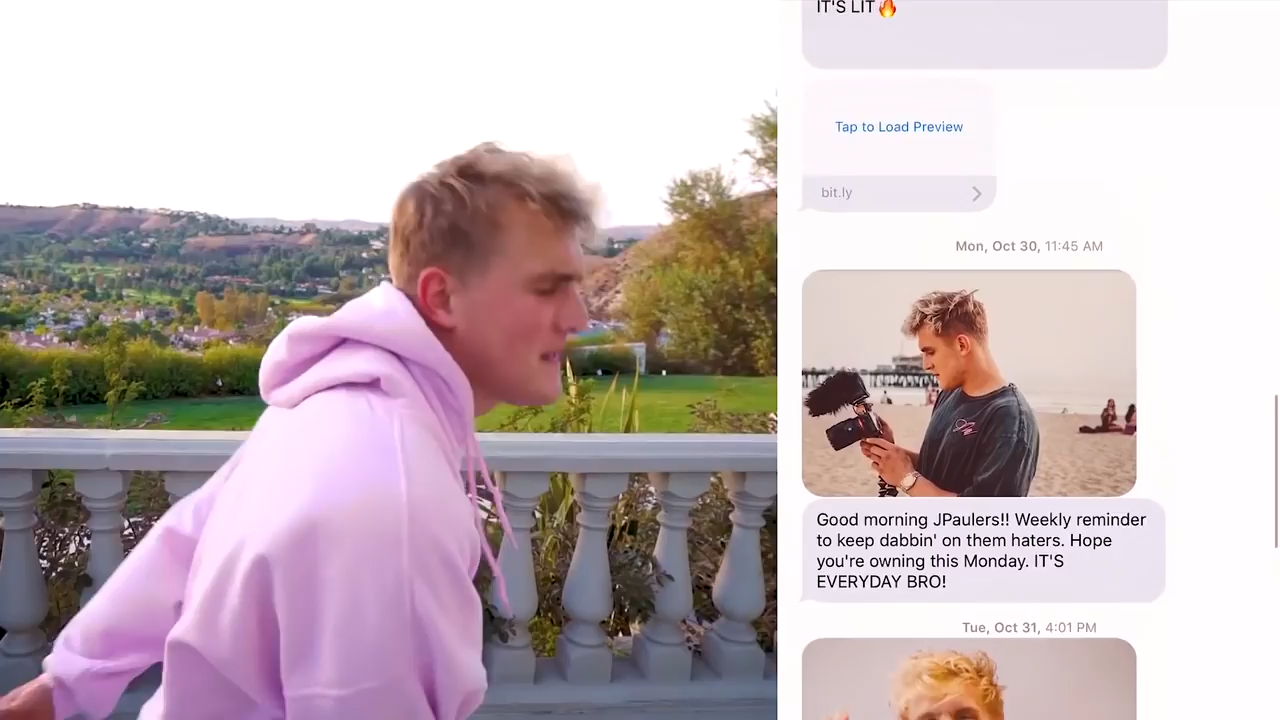 IT'S LIT🔥
Tap to Load Preview
bit.ly
Mon, Oct 30, 11:45 AM
Good morning JPaulers!! Weekly reminder
to keep dabbin' on them haters. Hope
you're owning this Monday. IT'S
EVERYDAY BRO!
Tue, Oct 31, 4:01 PM